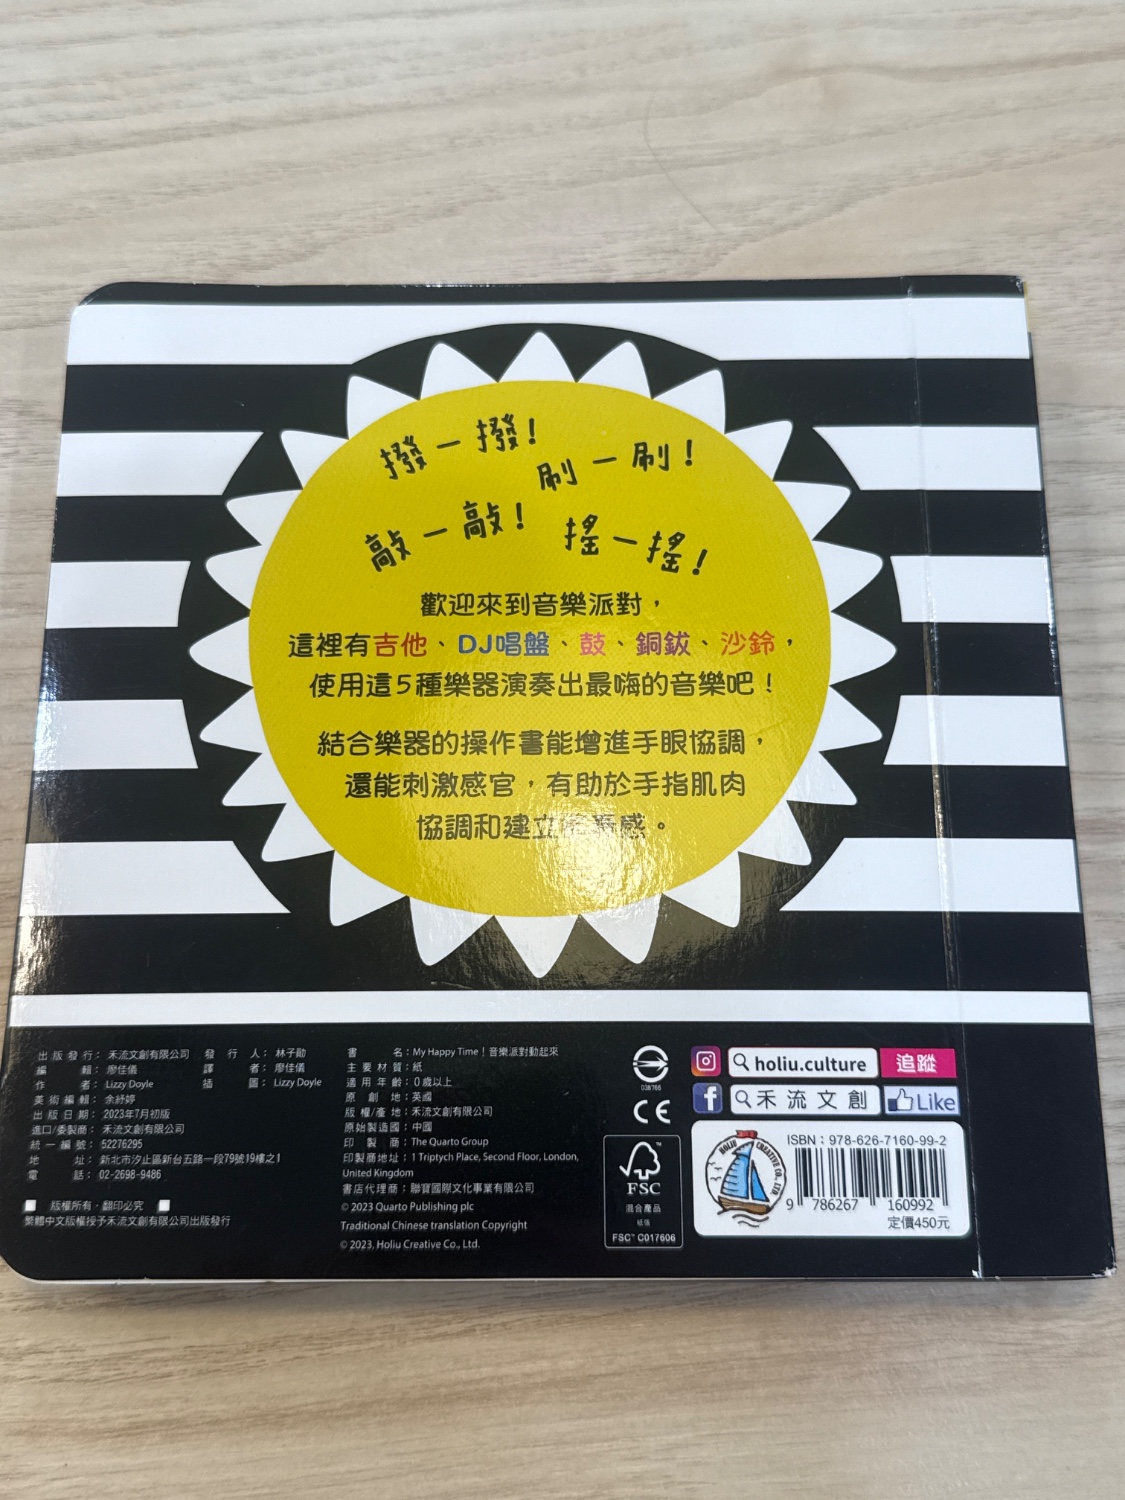 撥一撥！
刷一刷！
敲一敲！
搖一搖！
歡迎來到音樂派對，
這裡有吉他、DJ唱盤、鼓、銅鈸、沙鈴，
使用這5種樂器演奏出最嗨的音樂吧！
結合樂器的操作書能增進手眼協調，
還能刺激感官，有助於手指肌肉
協調和建立節奏感。
出版發行：禾流文創有限公司 發行人：林子勛
編輯：廖佳儀 譯者：廖佳儀
作者：Lizzy Doyle 插圖：Lizzy Doyle
美術編輯：余紓婷
出版日期：2023年7月初版
進口/委製商：禾流文創有限公司
統一編號：52276295
地址：新北市汐止區新台五路一段79號19樓之1
電話：02-2698-9486
版權所有‧翻印必究
繁體中文版權授予禾流文創有限公司出版發行
書名：My Happy Time！音樂派對動起來
主要材質：紙
適用年齡：0歲以上
原創地：英國
版權/產地：禾流文創有限公司
原始製造國：中國
印製商：The Quarto Group
印製商地址：1 Triptych Place, Second Floor, London,
United Kingdom
書店代理商：聯寶國際文化事業有限公司
© 2023 Quarto Publishing plc
Traditional Chinese translation Copyright
© 2023, Holiu Creative Co., Ltd.
CE
FSC
混合產品
紙張
FSC™ C017606
holiu.culture 追蹤
禾流文創 Like
HOLIU CREATIVE CO., LTD.
ISBN：978-626-7160-99-2
9 786267 160992
定價450元